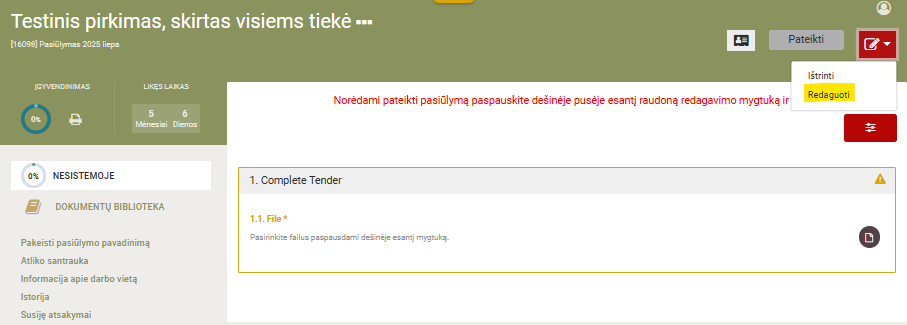 Testinis pirkimas, skirtas visiems tiekė
[16098] Pasiūlymas 2025 liepa
Pateikti
Ištrinti
Redaguoti
ĮGYVENDINIMAS
LIKĘS LAIKAS
0%
5
6
Mėnesiai
Dienos
Norėdami pateikti pasiūlymą paspauskite dešinėje pusėje esantį raudoną redagavimo mygtuką ir
0%
NESISTEMOJE
DOKUMENTŲ BIBLIOTEKA
Pakeisti pasiūlymo pavadinimą
Atliko santrauka
Informacija apie darbo vietą
Istorija
Susiję atsakymai
1. Complete Tender
1.1. File *
Pasirinkite failus paspausdami dešinėje esantį mygtuką.